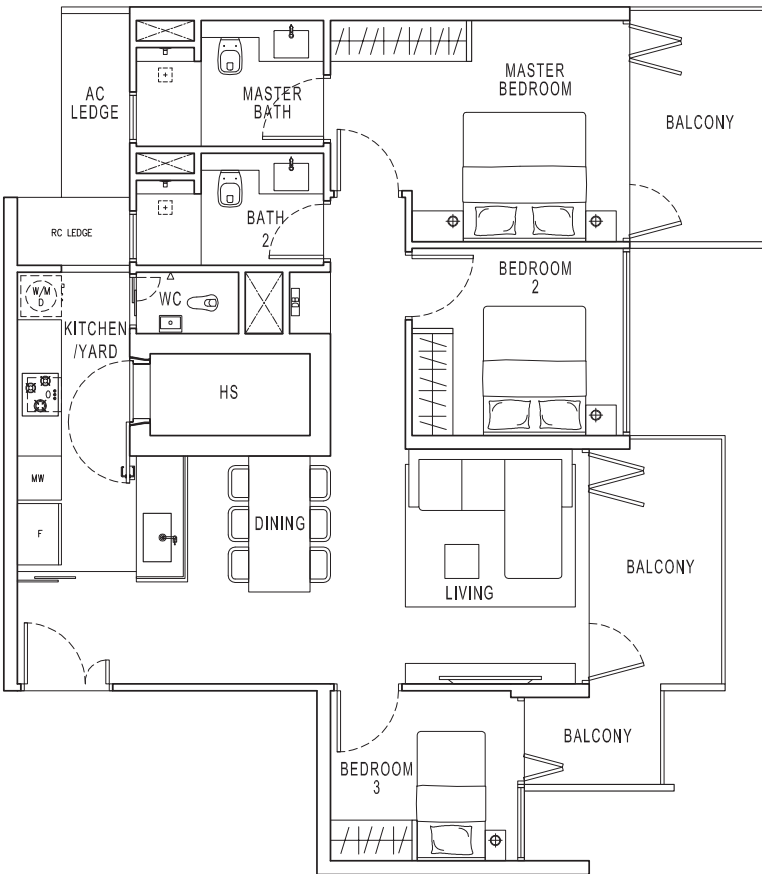 AC
LEDGE
MASTER
BATH
MASTER
BEDROOM
BALCONY
RC LEDGE
BATH
2
BEDROOM
2
W/M
D
WC
DB
KITCHEN
/YARD
HS
MW
F
DINING
LIVING
BALCONY
BEDROOM
3
BALCONY